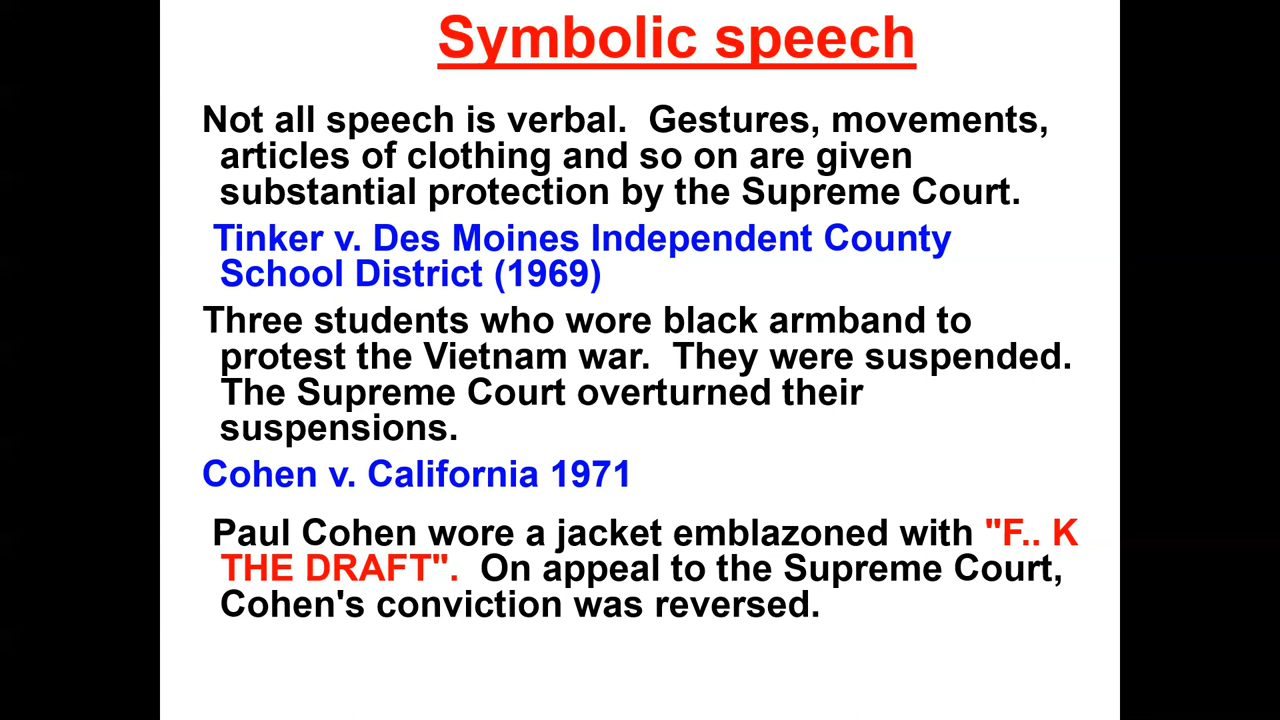 Symbolic speech
Not all speech is verbal.  Gestures, movements,
articles of clothing and so on are given
substantial protection by the Supreme Court.
Tinker v. Des Moines Independent County
School District (1969)
Three students who wore black armband to
protest the Vietnam war.  They were suspended.
The Supreme Court overturned their
suspensions.
Cohen v. California 1971
Paul Cohen wore a jacket emblazoned with "F.. K
THE DRAFT".  On appeal to the Supreme Court,
Cohen's conviction was reversed.